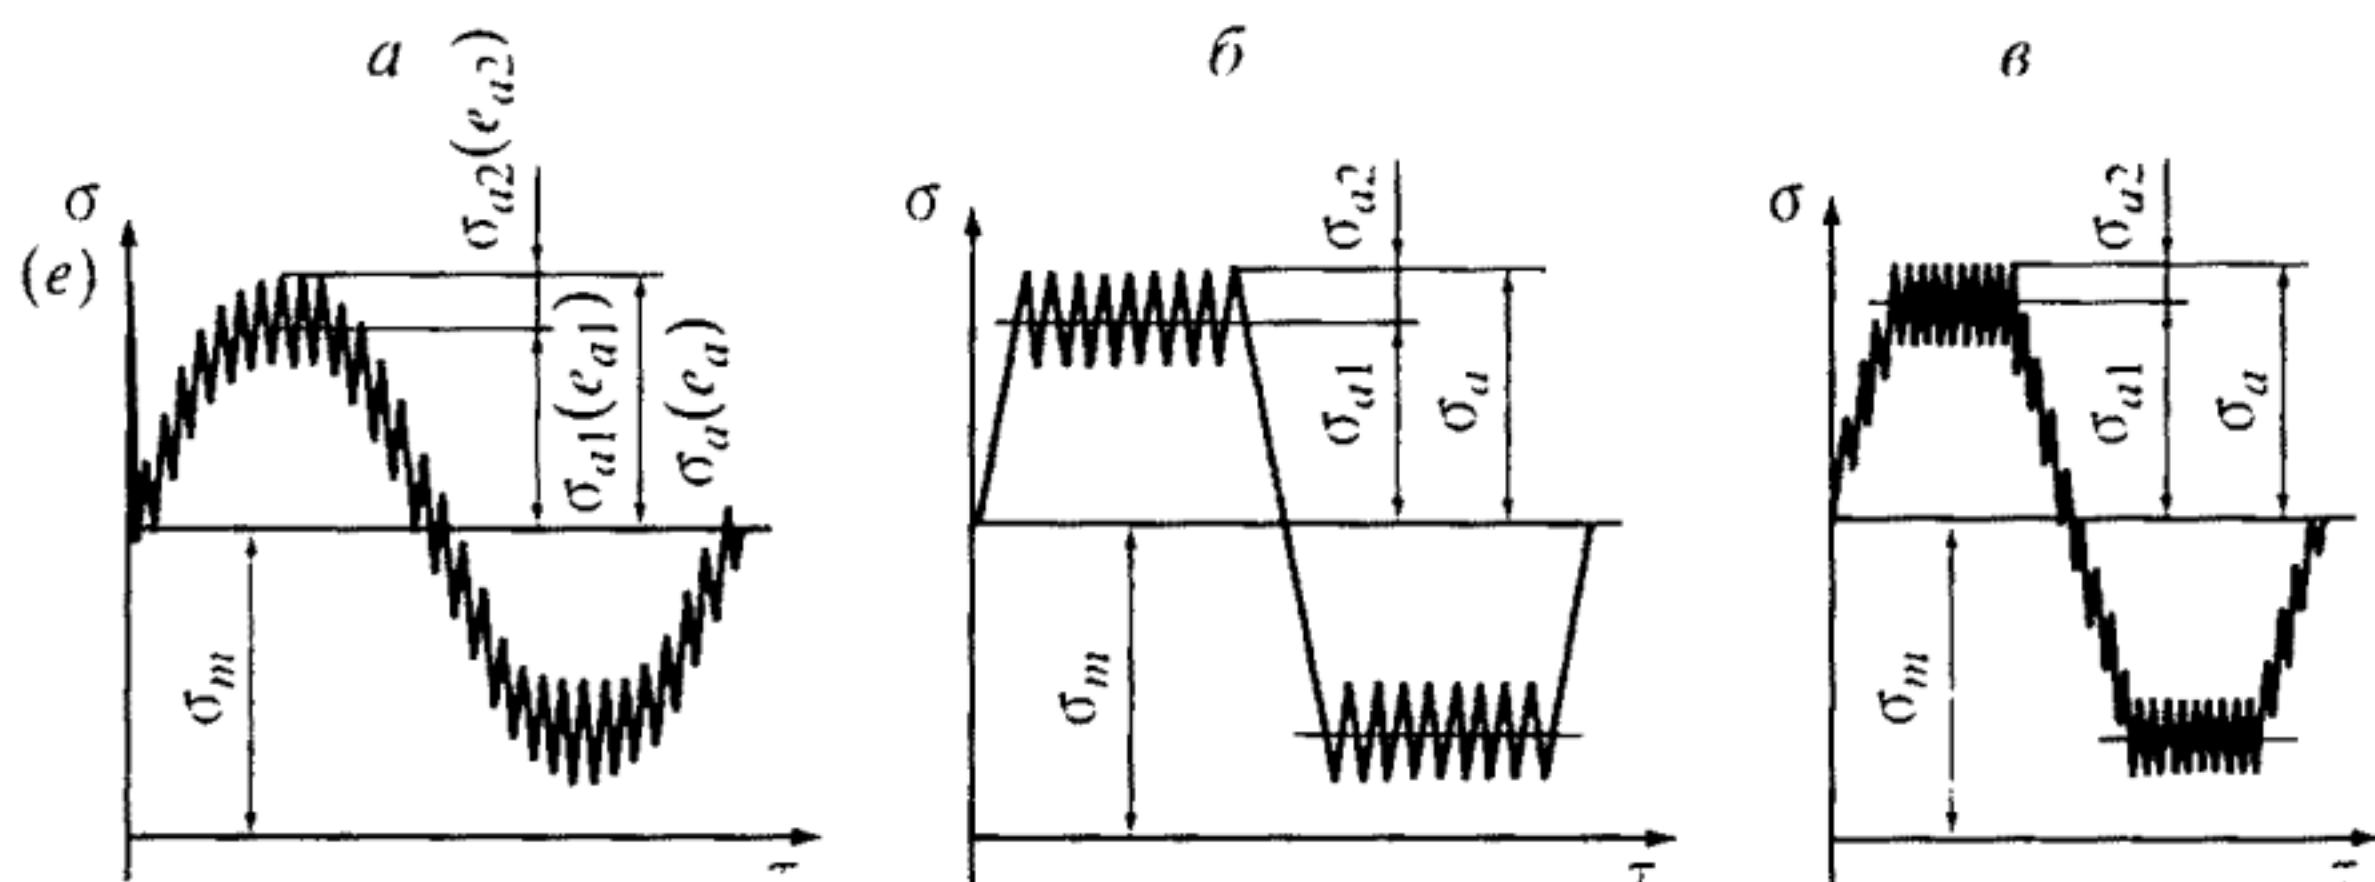 а б в
σ
(e)
σa2(ea2)
σa1(ea1)
σa(ea)
σm
σ
σa2
σa1
σa
σm
σ
σa2
σa1
σa
σm